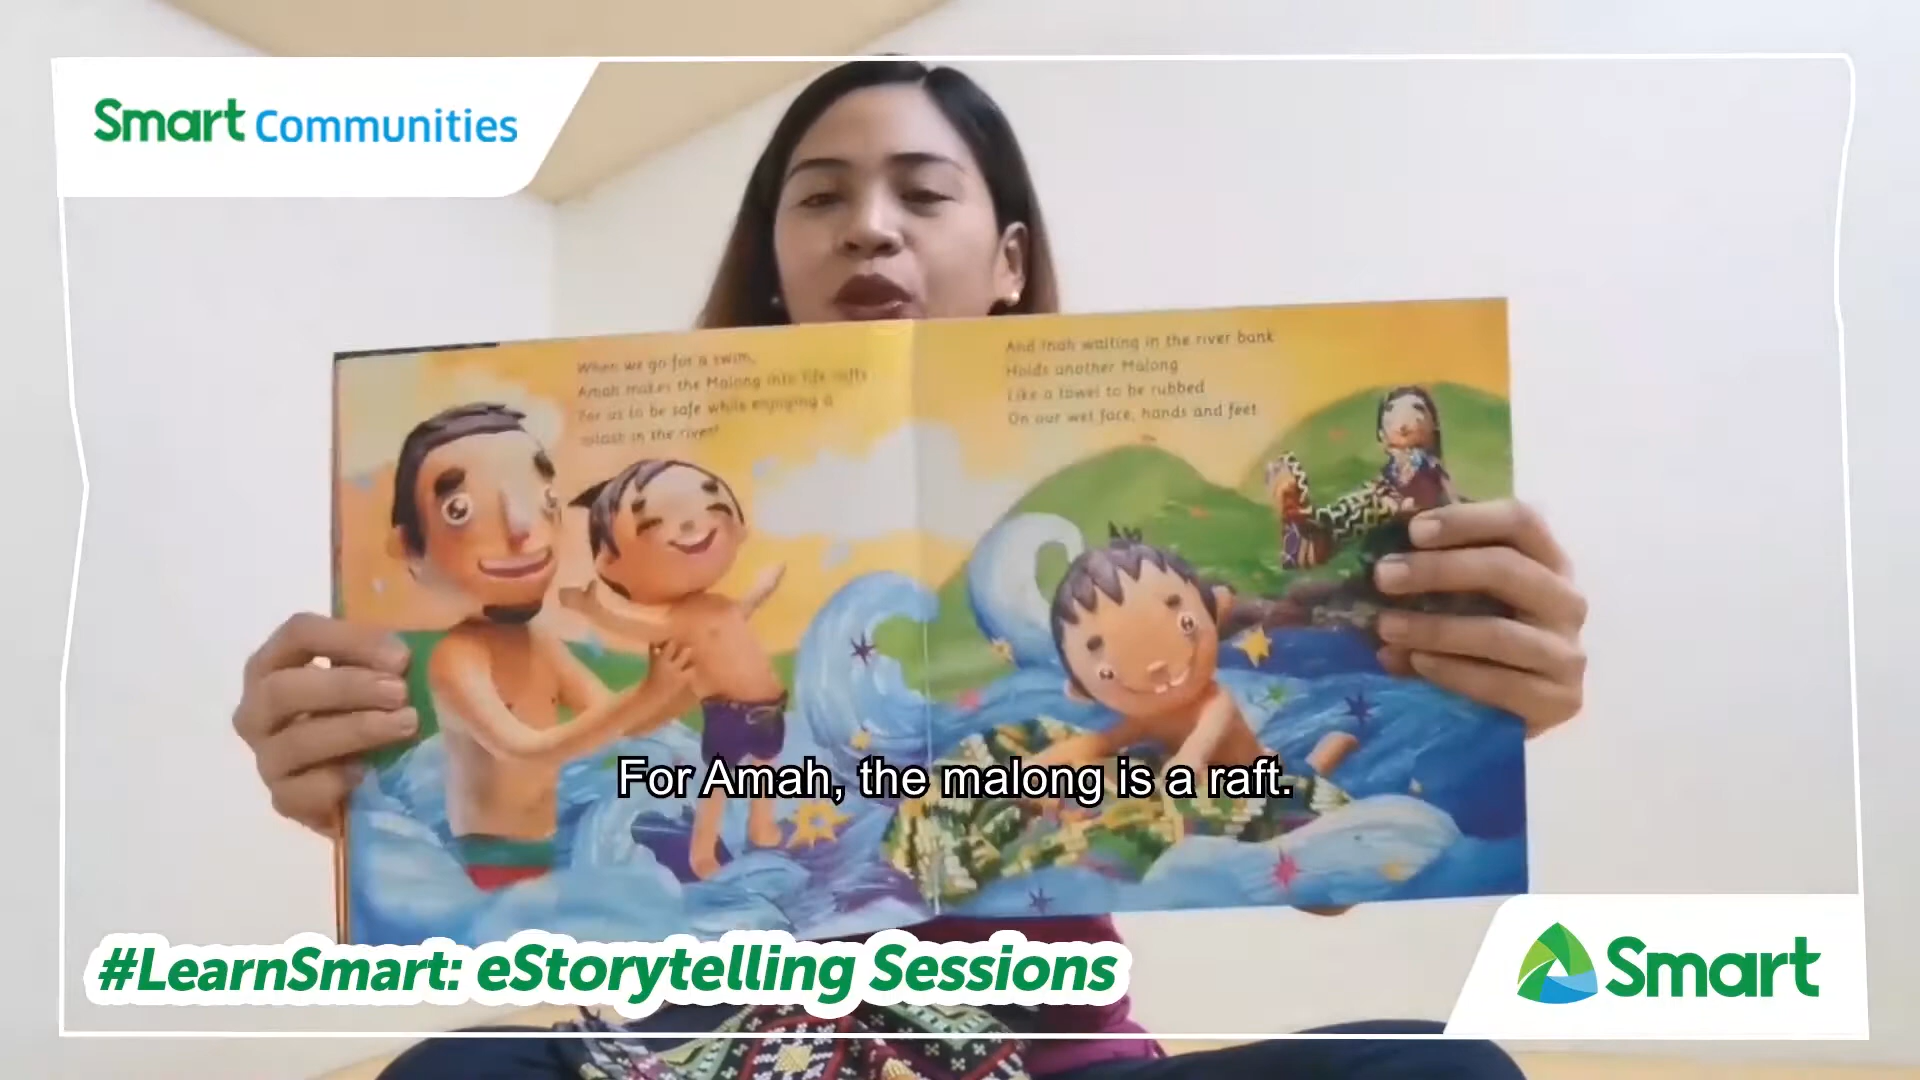 Smart Communities
When we go for a swim,
Amah makes the Malong into life rafts
For us to be safe while enjoying a
splash in the river!
And Inah waiting in the river bank
Holds another Malong
Like a towel to be rubbed
On our wet face, hands and feet
For Amah, the malong is a raft.
#LearnSmart: eStorytelling Sessions
Smart